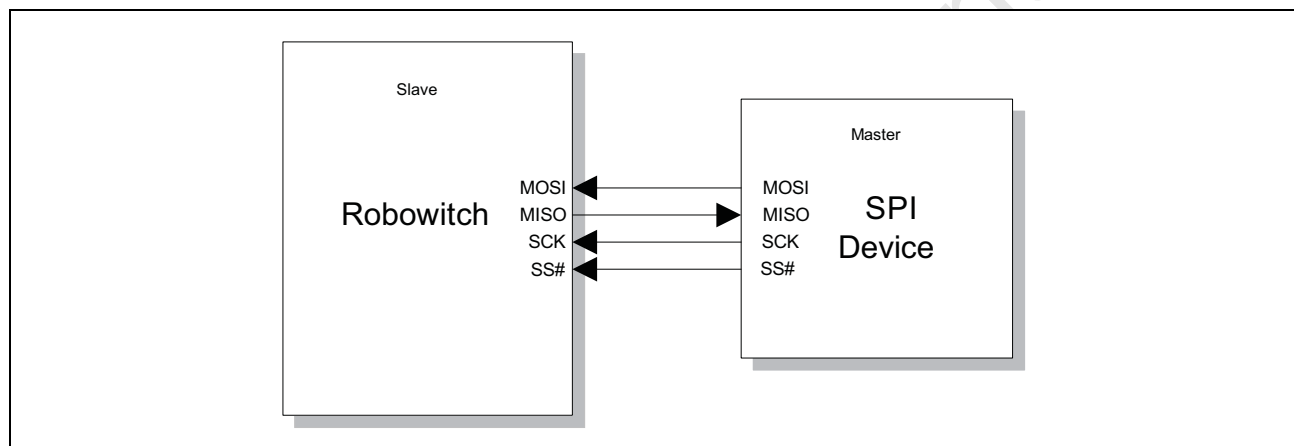 Slave
Robowitch
MOSI
MISO
SCK
SS#
Master
MOSI
MISO
SCK
SS#
SPI
Device